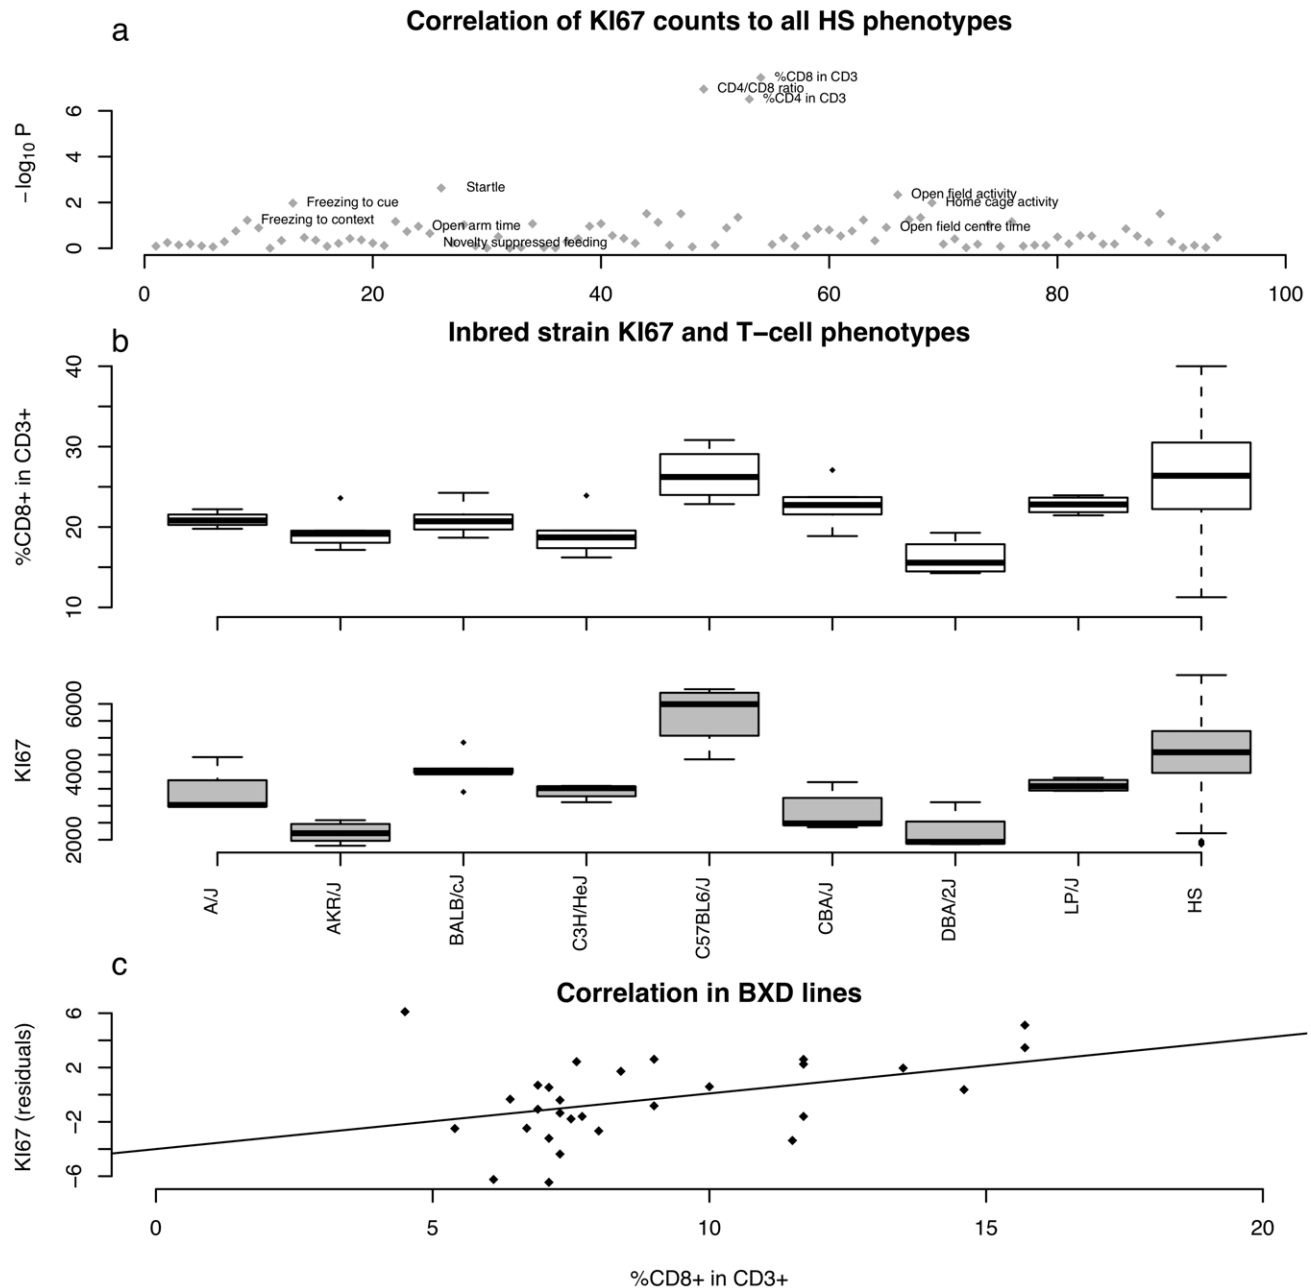 a
Correlation of KI67 counts to all HS phenotypes
−log10 P
6
4
2
0
%CD8 in CD3
CD4/CD8 ratio
%CD4 in CD3
Startle
Freezing to cue
Freezing to context
Open arm time
Novelty suppressed feeding
Open field activity
Home cage activity
Open field centre time
0 20 40 60 80 100
b
Inbred strain KI67 and T−cell phenotypes
%CD8+ in CD3+
40
30
20
10
KI67
6000
4000
2000
A/J AKR/J BALB/cJ C3H/HeJ C57BL6/J CBA/J DBA/2J LP/J HS
c
Correlation in BXD lines
KI67 (residuals)
6
2
−2
−6
0 5 10 15 20
%CD8+ in CD3+